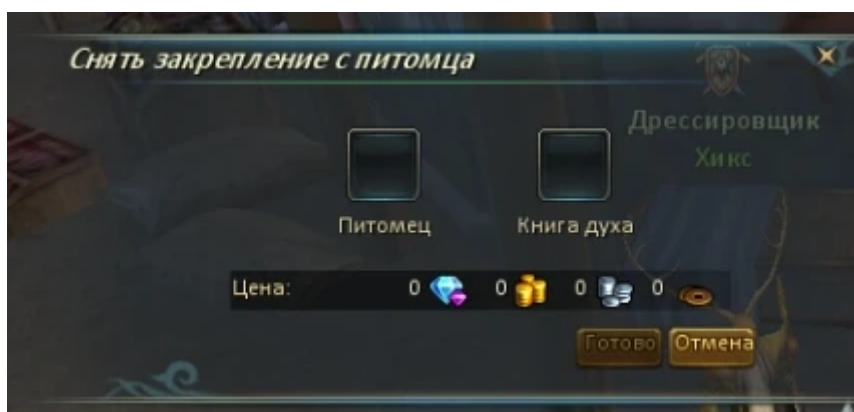 Снять закрепление с питомца
Дрессировщик
Хикс
Питомец
Книга духа
Цена: 0 0 0 0
Готово
Отмена